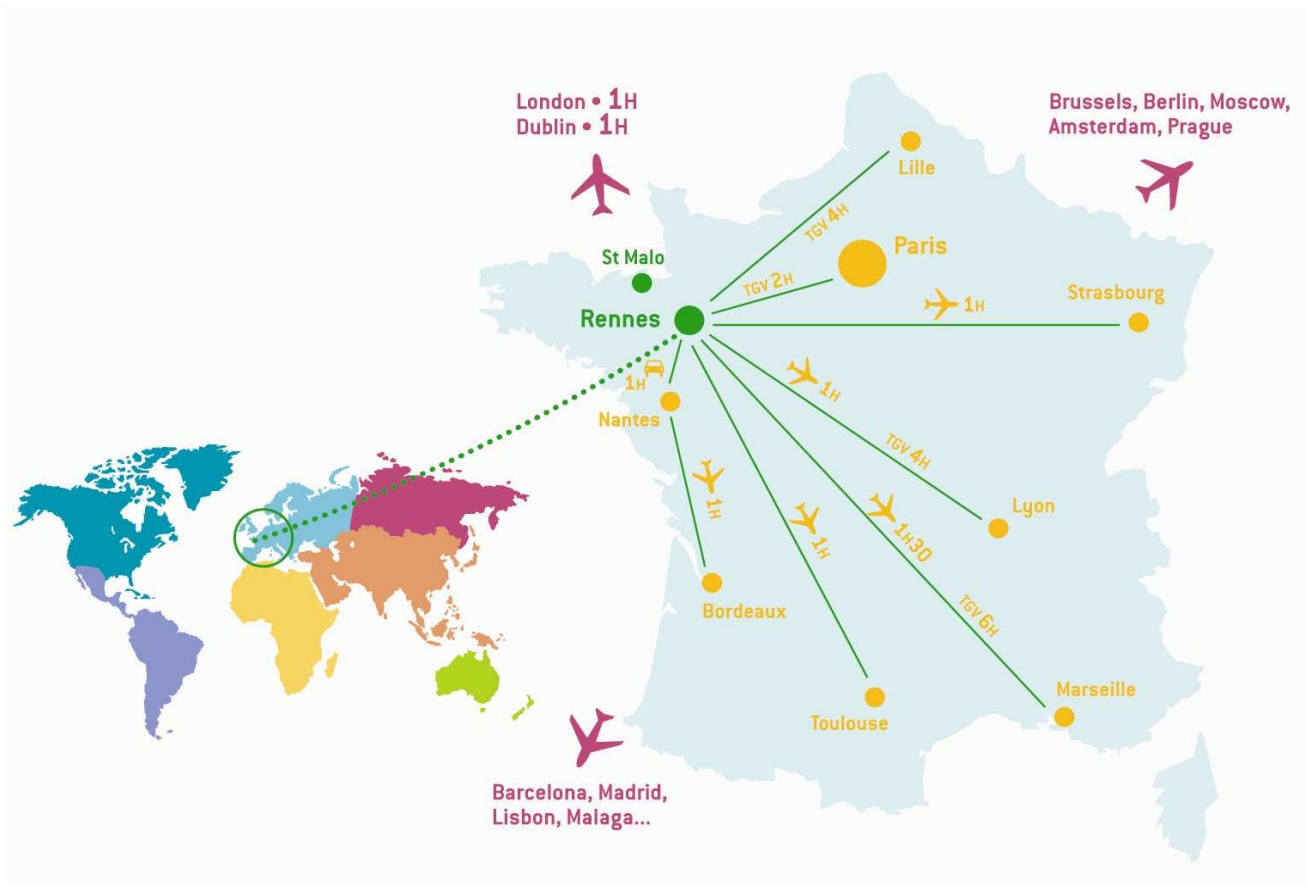 London • 1H
Dublin • 1H
Brussels, Berlin, Moscow,
Amsterdam, Prague
Lille
TGV 4H
Paris
St Malo
TGV 2H
Strasbourg
1H
Rennes
1H
1H
Nantes
TGV 4H
1H
1H30
Lyon
1H
Bordeaux
TGV 6H
Marseille
Toulouse
Barcelona, Madrid,
Lisbon, Malaga...